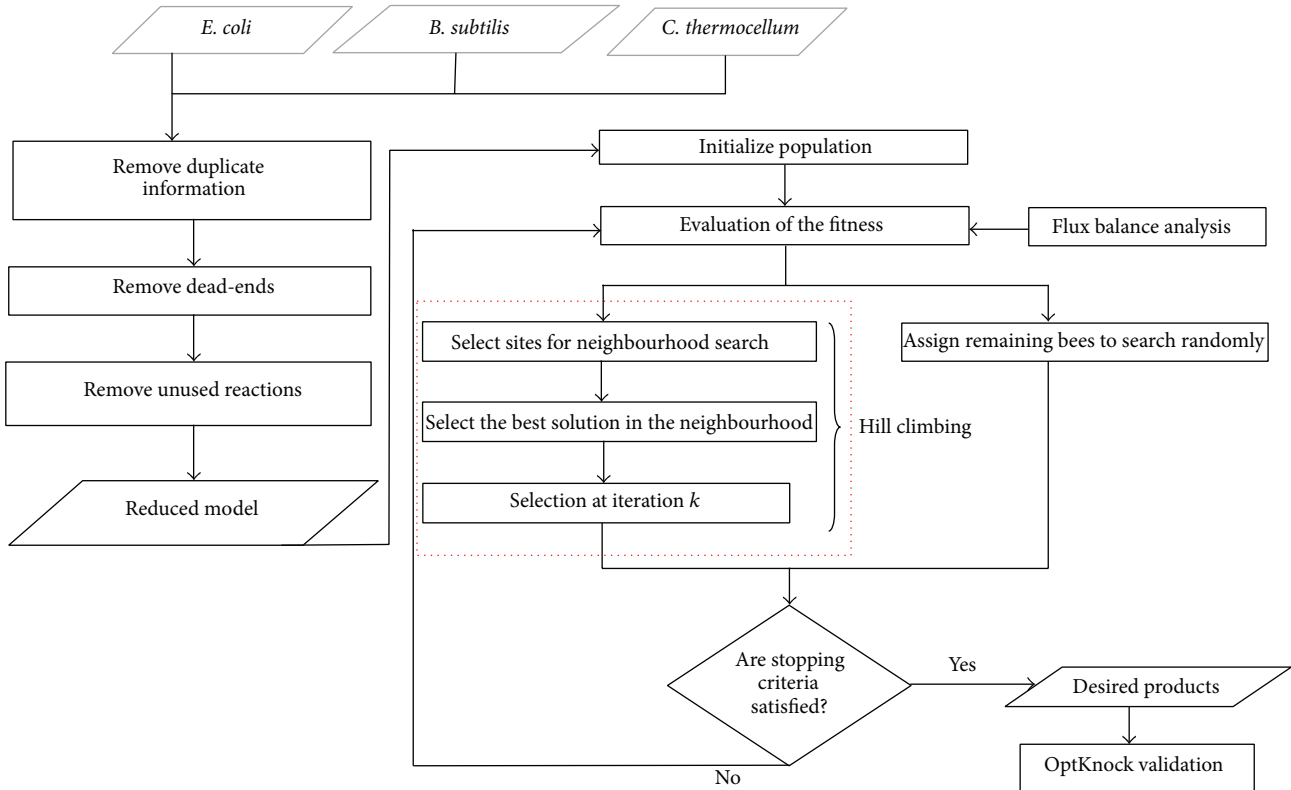 E. coli
B. subtilis
C. thermocellum
Remove duplicate
information
Remove dead-ends
Remove unused reactions
Reduced model
Initialize population
Evaluation of the fitness
Flux balance analysis
Select sites for neighbourhood search
Assign remaining bees to search randomly
Select the best solution in the neighbourhood
Hill climbing
Selection at iteration k
Are stopping
criteria
satisfied?
Yes
No
Desired products
OptKnock validation